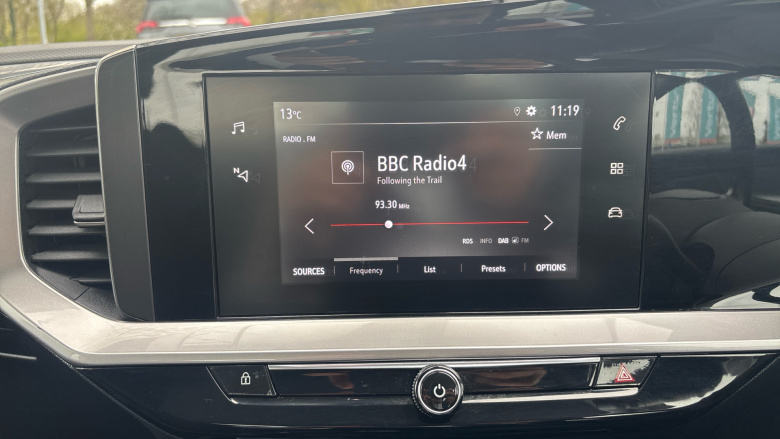 13°C
11:19
RADIO . FM
Mem
BBC Radio4
Following the Trail
93.30 MHz
RDS INFO DAB FM
SOURCES Frequency List Presets OPTIONS
N